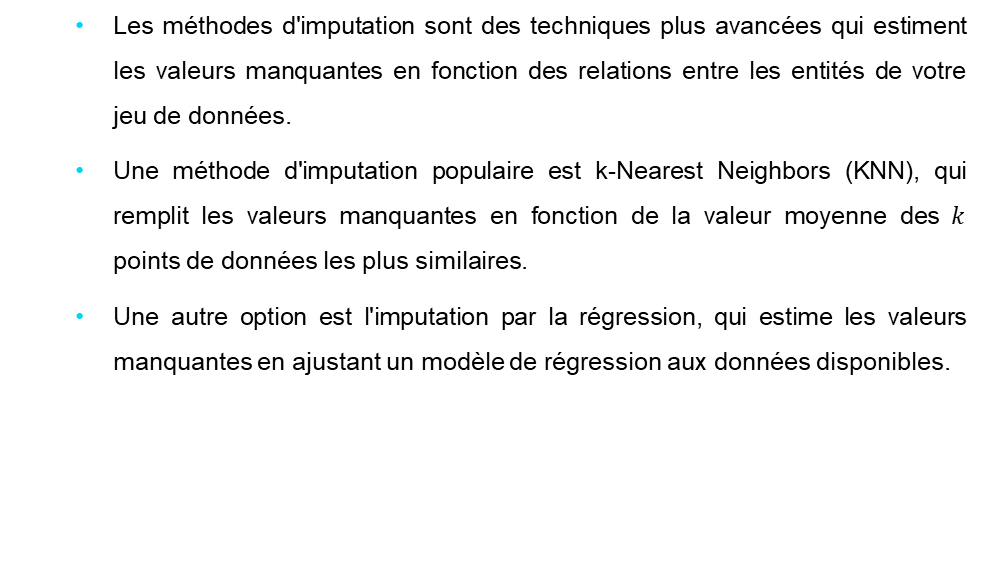 • Les méthodes d'imputation sont des techniques plus avancées qui estiment
les valeurs manquantes en fonction des relations entre les entités de votre
jeu de données.
• Une méthode d'imputation populaire est k-Nearest Neighbors (KNN), qui
remplit les valeurs manquantes en fonction de la valeur moyenne des k
points de données les plus similaires.
• Une autre option est l'imputation par la régression, qui estime les valeurs
manquantes en ajustant un modèle de régression aux données disponibles.